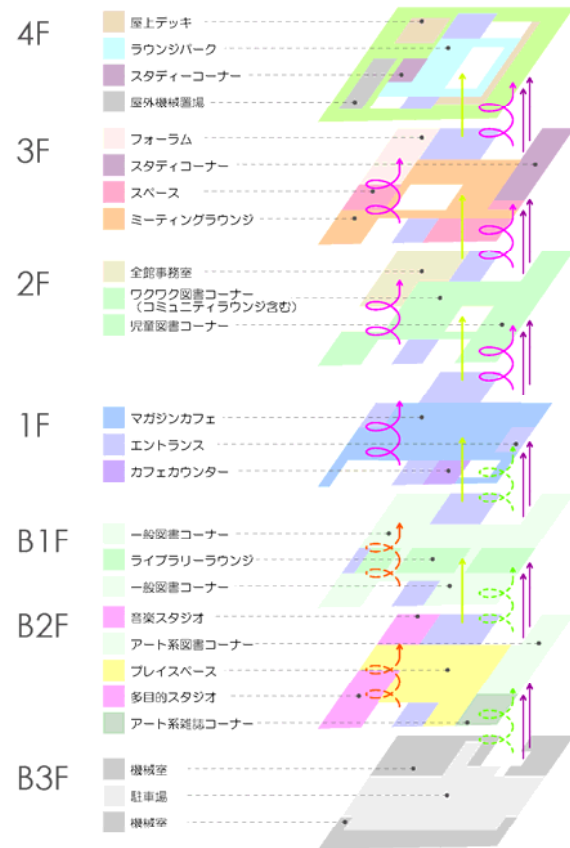 4F
屋上デッキ
ラウンジパーク
スタディーコーナー
屋外機械置場
3F
フォーラム
スタディコーナー
スペース
ミーティングラウンジ
2F
全館事務室
ワクワク図書コーナー
（コミュニティラウンジ含む）
児童図書コーナー
1F
マガジンカフェ
エントランス
カフェカウンター
B1F
一般図書コーナー
ライブラリーラウンジ
一般図書コーナー
B2F
音楽スタジオ
アート系図書コーナー
プレイスペース
多目的スタジオ
アート系雑誌コーナー
B3F
機械室
駐車場
機械室